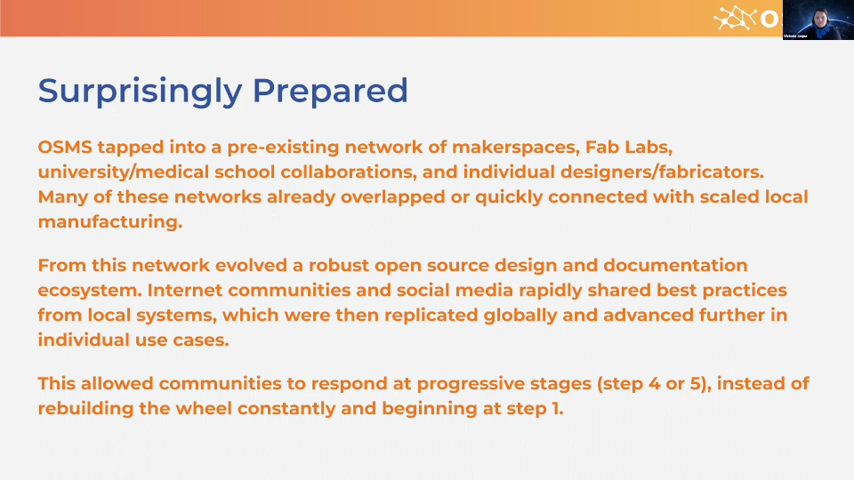 Surprisingly Prepared
OSMS tapped into a pre-existing network of makerspaces, Fab Labs,
university/medical school collaborations, and individual designers/fabricators.
Many of these networks already overlapped or quickly connected with scaled local
manufacturing.
From this network evolved a robust open source design and documentation
ecosystem. Internet communities and social media rapidly shared best practices
from local systems, which were then replicated globally and advanced further in
individual use cases.
This allowed communities to respond at progressive stages (step 4 or 5), instead of
rebuilding the wheel constantly and beginning at step 1.